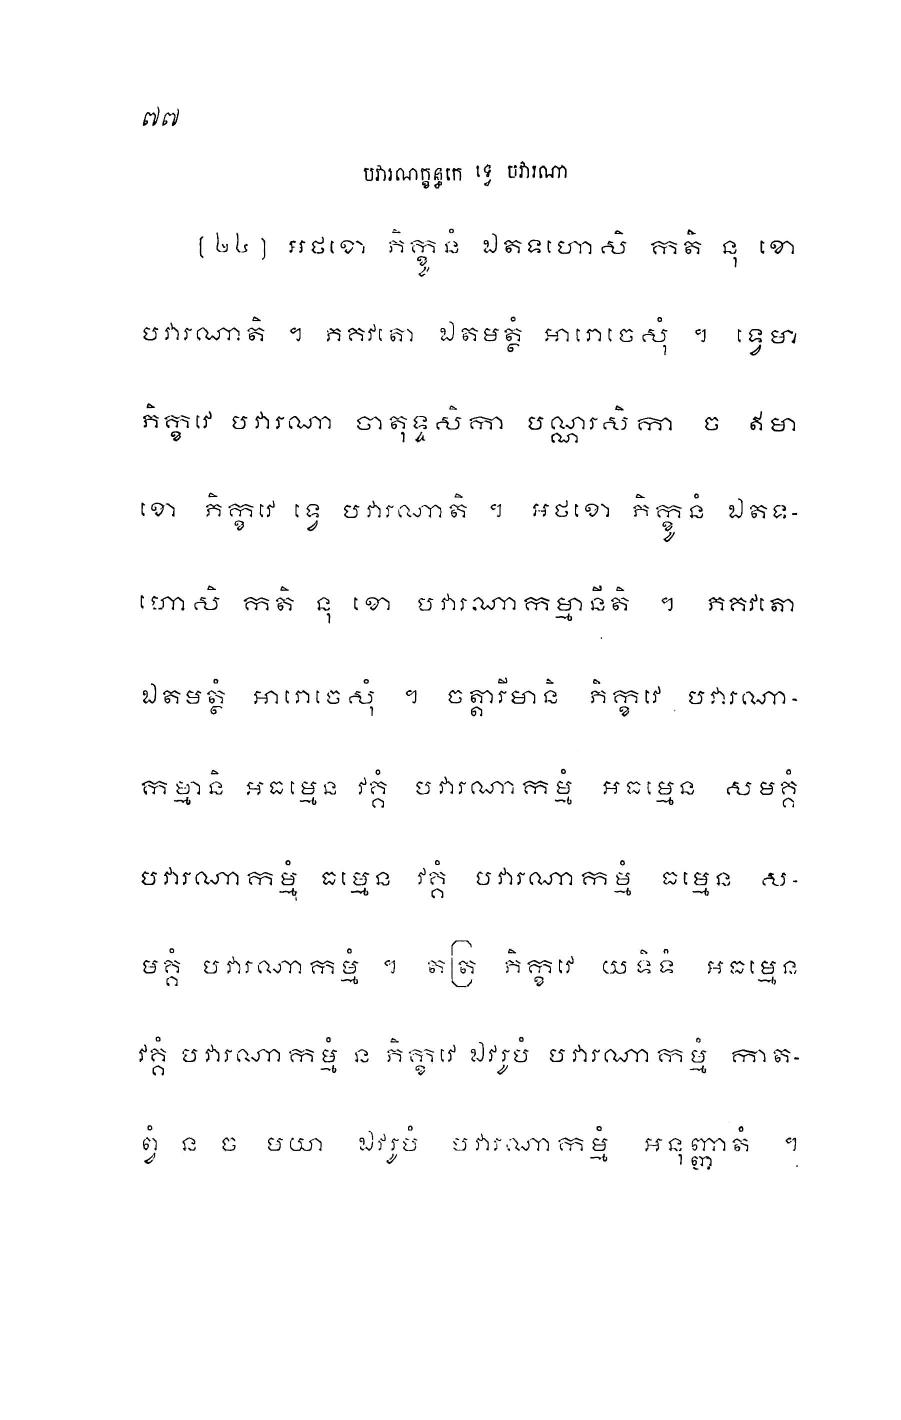 ៧៧
បវារណក្ខន្ធកេ ទ្វេ បវារណា
(២៤) អថខោ ភិក្ខូនំ ឯតទហោសិ កតិ នុ ខោ
បវារណាតិ ។ ភគវតោ ឯតមត្ថំ អារោចេសុំ ។ ទ្វេមា
ភិក្ខវេ បវារណា ចាតុទ្ទសិកា បណ្ណរសិកា ច ឥមា
ខោ ភិក្ខវេ ទ្វេ បវារណាតិ ។ អថខោ ភិក្ខូនំ ឯតទ-
ហោសិ កតិ នុ ខោ បវារណាកម្មានីតិ ។ ភគវតោ
ឯតមត្ថំ អារោចេសុំ ។ ចត្តារីមានិ ភិក្ខវេ បវារណា-
កម្មានិ អធម្មេន វគ្គំ បវារណាកម្មំ អធម្មេន សមគ្គំ
បវារណាកម្មំ ធម្មេន វគ្គំ បវារណាកម្មំ ធម្មេន ស-
មគ្គំ បវារណាកម្មំ ។ តត្រ ភិក្ខវេ យទិទំ អធម្មេន
វគ្គំ បវារណាកម្មំ ន ភិក្ខវេ ឯវរូបំ បវារណាកម្មំ កាត-
ព្វំ ន ច មយា ឯវរូបំ បវារណាកម្មំ អនុញ្ញាតំ ។